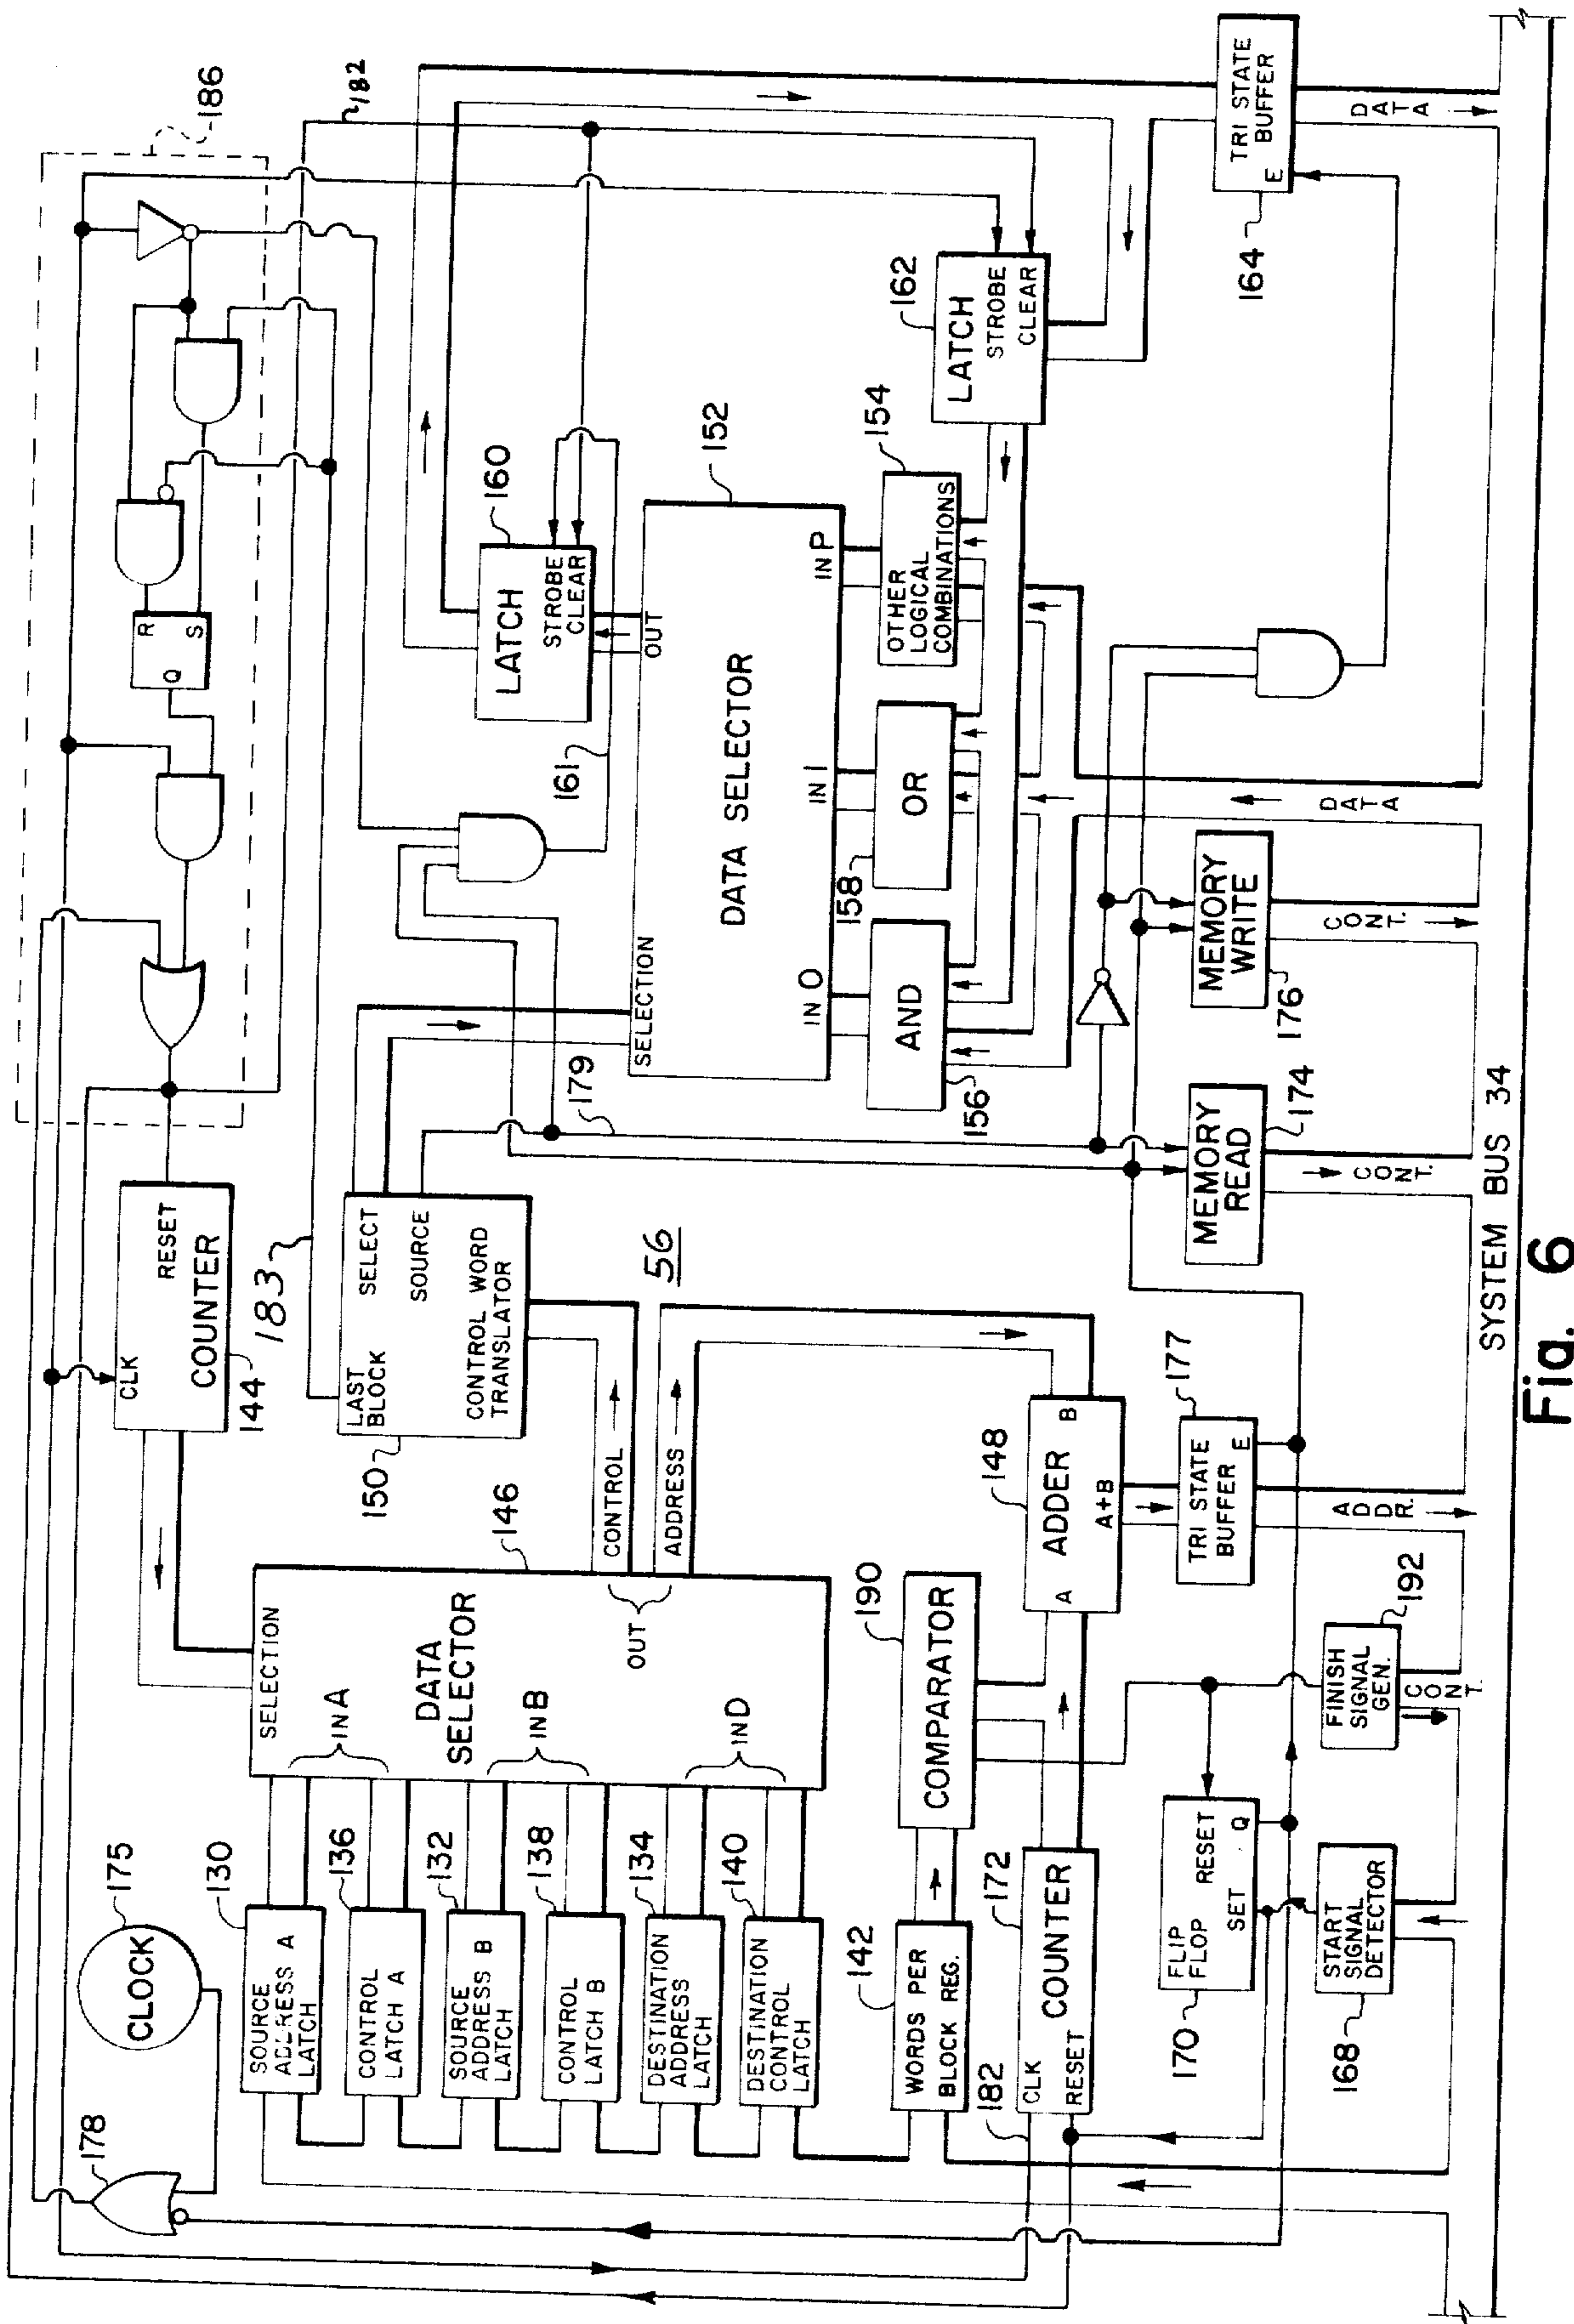 186
182
175
CLOCK
178
130
SOURCE
ADDRESS A
LATCH
136
CONTROL
LATCH A
132
SOURCE
ADDRESS B
LATCH
138
CONTROL
LATCH B
134
DESTINATION
ADDRESS
LATCH
140
DESTINATION
CONTROL
LATCH
142
WORDS PER
BLOCK REG.
SELECTION
IN A
DATA
SELECTOR
IN B
OUT
IN D
146
CLK
RESET
COUNTER
144
183
LAST
BLOCK
SELECT
SOURCE
CONTROL WORD
TRANSLATOR
150
CONTROL
ADDRESS
56
179
R
S
Q
161
160
LATCH
STROBE
CLEAR
152
SELECTION
DATA SELECTOR
OUT
IN O
IN I
IN P
AND
156
OR
158
OTHER
LOGICAL
COMBINATIONS
154
162
LATCH
STROBE
CLEAR
TRI STATE
BUFFER
E
164
DATA
DATA
190
COMPARATOR
148
A
ADDER
B
A+B
177
TRI STATE
BUFFER
E
ADDR.
172
182
CLK
COUNTER
RESET
170
FLIP
FLOP
RESET
SET
Q
168
START
SIGNAL
DETECTOR
192
FINISH
SIGNAL
GEN.
CONT.
MEMORY
READ
174
CONT.
MEMORY
WRITE
176
CONT.
SYSTEM BUS 34
Fig. 6